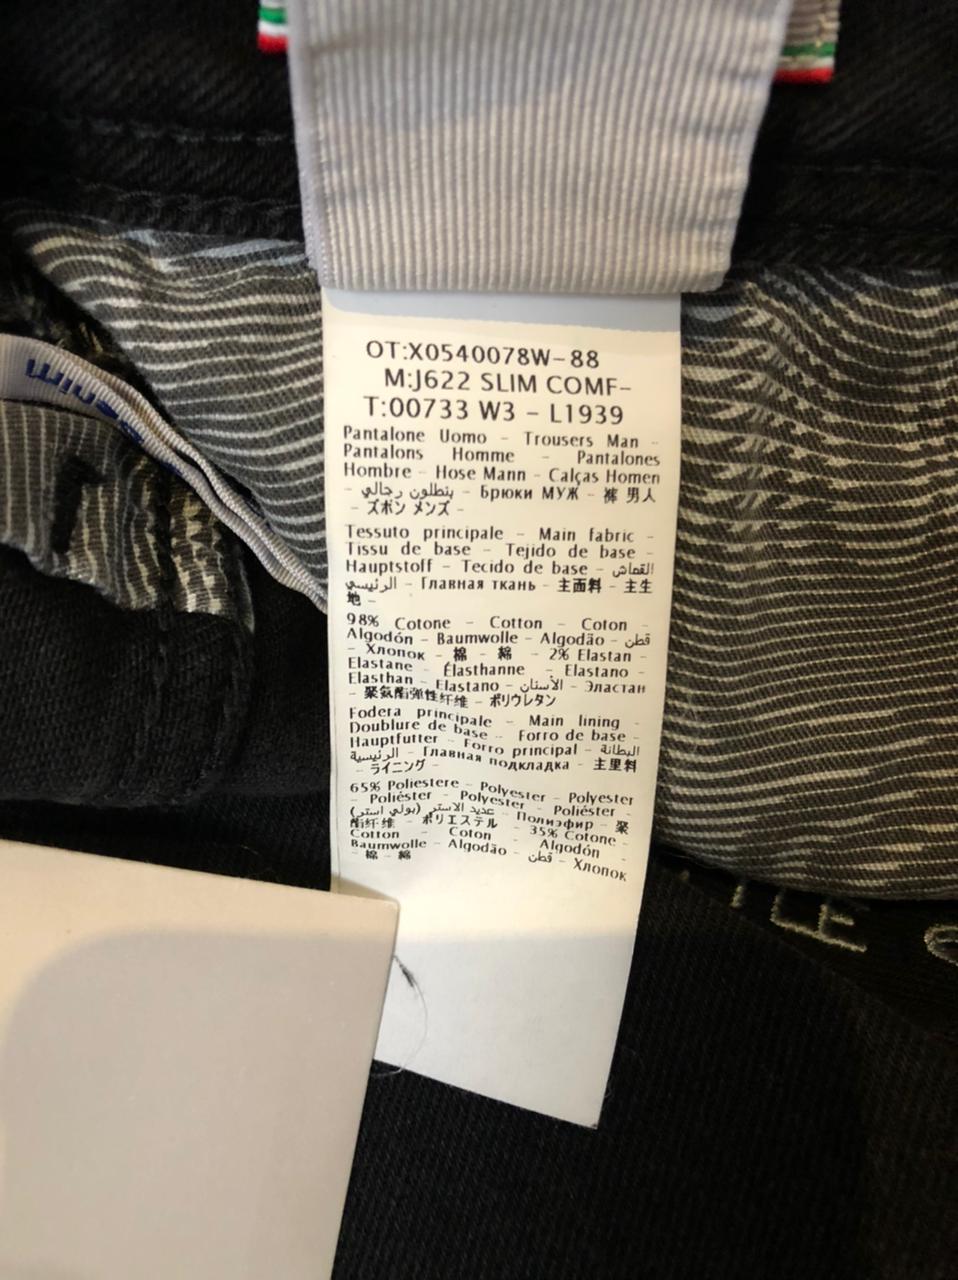 OT:X0540078W-88
M:J622 SLIM COMF-
T:00733 W3 - L1939
Pantalone Uomo - Trousers Man -
Pantalons Homme - Pantalones
Hombre - Hose Mann - Calças Homen
- بنطلون رجالي - Брюки МУЖ - 裤 男人
- ズボン メンズ -
Tessuto principale - Main fabric -
Tissu de base - Tejido de base -
Hauptstoff - Tecido de base - القماش
الرئيسي - Главная ткань - 主面料 - 主生
地 -
98% Cotone - Cotton - Coton -
Algodón - Baumwolle - Algodão - قطن
- Хлопок - 棉 - 綿 - 2% Elastan -
Elastane - Élasthanne - Elastano -
Elasthan - Elastano - الأستان - Эластан
- 聚氨酯弹性纤维 - ポリウレタン
Fodera principale - Main lining -
Doublure de base - Forro de base -
Hauptfutter - Forro principal - البطانة
الرئيسية - Главная подкладка - 主里料
- ライニング -
65% Poliestere - Polyester - Polyester
- Poliéster - Polyester - Poliéster -
عديد الاستر (بولي استر) - Полиэфир - 聚
酯纤维 - ポリエステル - 35% Cotone -
Cotton - Coton - Algodón -
Baumwolle - Algodão - قطن - Хлопок
- 棉 - 綿